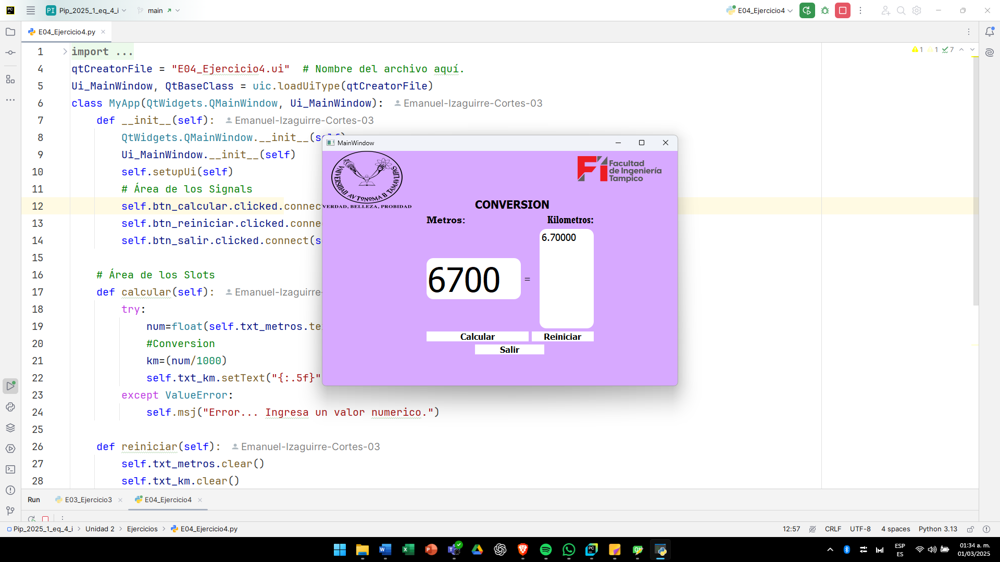 PC
PI Pip_2025_1_eq_4_i
main
E04_Ejercicio4
E04_Ejercicio4.py
1 import ...
4 qtCreatorFile = "E04_Ejercicio4.ui"  # Nombre del archivo aquí.
5 Ui_MainWindow, QtBaseClass = uic.loadUiType(qtCreatorFile)
6 class MyApp(QtWidgets.QMainWindow, Ui_MainWindow): Emanuel-Izaguirre-Cortes-03
7 def __init__(self): Emanuel-Izaguirre-Cortes-03
8 QtWidgets.QMainWindow.__init__(self)
9 Ui_MainWindow.__init__(self)
10 self.setupUi(self)
11 # Área de los Signals
12 self.btn_calcular.clicked.connec
13 self.btn_reiniciar.clicked.conne
14 self.btn_salir.clicked.connect(s
15
16 # Área de los Slots
17 def calcular(self): Emanuel-Izaguirre-
18 try:
19 num=float(self.txt_metros.te
20 #Conversion
21 km=(num/1000)
22 self.txt_km.setText("{:.5f}"
23 except ValueError:
24 self.msj("Error... Ingresa un valor numerico.")
25
26 def reiniciar(self): Emanuel-Izaguirre-Cortes-03
27 self.txt_metros.clear()
28 self.txt_km.clear()
1 1 7
MainWindow
VNIVERSIDAD AVTONOMA D TAMAVLIPAS
VERDAD, BELLEZA, PROBIDAD
Fi Facultad
de Ingeniería
Tampico
CONVERSION
Metros: Kilometros:
6.70000
6700 =
Calcular Reiniciar
Salir
Run E03_Ejercicio3 E04_Ejercicio4
Pip_2025_1_eq_4_i > Unidad 2 > Ejercicios > E04_Ejercicio4.py
12:57 CRLF UTF-8 4 spaces Python 3.13
ESP
ES
01:34 a. m.
01/03/2025